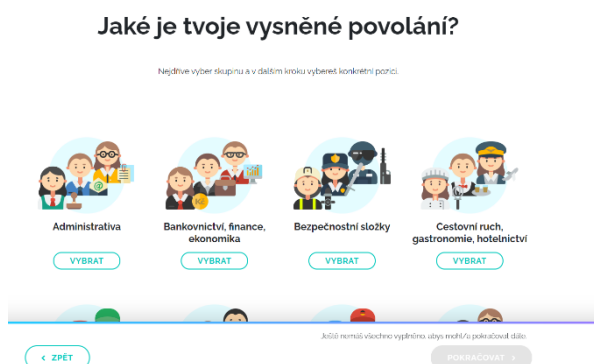 Jaké je tvoje vysněné povolání?
Nejdříve vyber skupinu a v dalším kroku vybereš konkrétní pozici.
Administrativa
Bankovnictví, finance,
ekonomika
Bezpečnostní složky
Cestovní ruch,
gastronomie, hotelnictví
VYBRAT
VYBRAT
VYBRAT
VYBRAT
Ještě nemáš všechno vyplněno, abys mohl/a pokračovat dále.
‹ ZPĚT
POKRAČOVAT ›